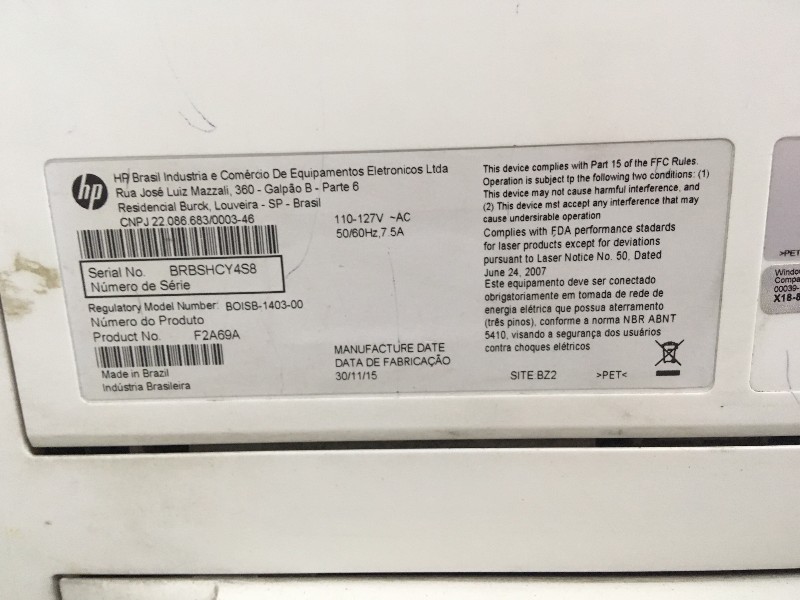 hp
HP Brasil Industria e Comércio De Equipamentos Eletronicos Ltda
Rua José Luiz Mazzali, 360 - Galpão B - Parte 6
Residencial Burck, Louveira - SP - Brasil
CNPJ 22.086.683/0003-46
110-127V ~AC
50/60Hz,7.5A
Serial No. BRBSHCY4S8
Número de Série
Regulatory Model Number: BOISB-1403-00
Número do Produto
Product No. F2A69A
Made in Brazil
Indústria Brasileira
MANUFACTURE DATE
DATA DE FABRICAÇÃO
30/11/15
This device complies with Part 15 of the FFC Rules.
Operation is subject tp the following two conditions: (1)
This device may not cause harmful interference, and
(2) This device mst accept any interference that may
cause undersirable operation
Complies with FDA performance stadards
for laser products except for deviations
pursuant to Laser Notice No. 50, Dated
June 24, 2007
Este equipamento deve ser conectado
obrigatoriamente em tomada de rede de
energia elétrica que possua aterramento
(três pinos), conforme a norma NBR ABNT
5410, visando a segurança dos usuários
contra choques elétricos
SITE BZ2 >PET<
>PET
Window
Compa
00039-
X18-8